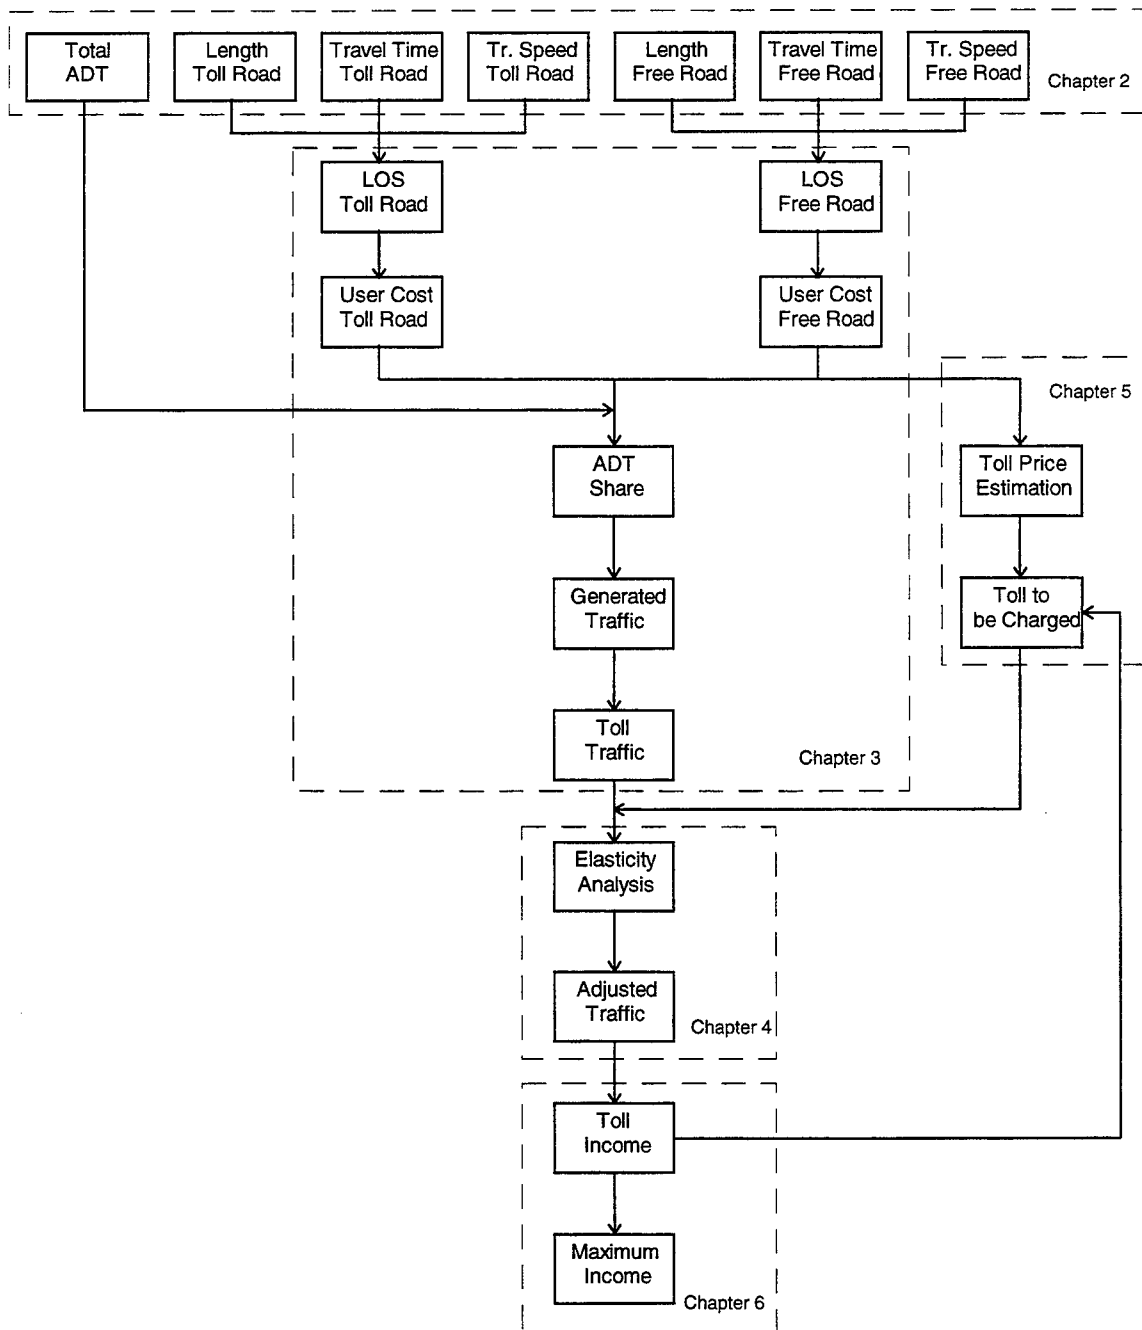 Total
ADT
Length
Toll Road
Travel Time
Toll Road
Tr. Speed
Toll Road
Length
Free Road
Travel Time
Free Road
Tr. Speed
Free Road
Chapter 2
LOS
Toll Road
LOS
Free Road
User Cost
Toll Road
User Cost
Free Road
Chapter 5
ADT
Share
Toll Price
Estimation
Generated
Traffic
Toll to
be Charged
Toll
Traffic
Chapter 3
Elasticity
Analysis
Adjusted
Traffic
Chapter 4
Toll
Income
Maximum
Income
Chapter 6